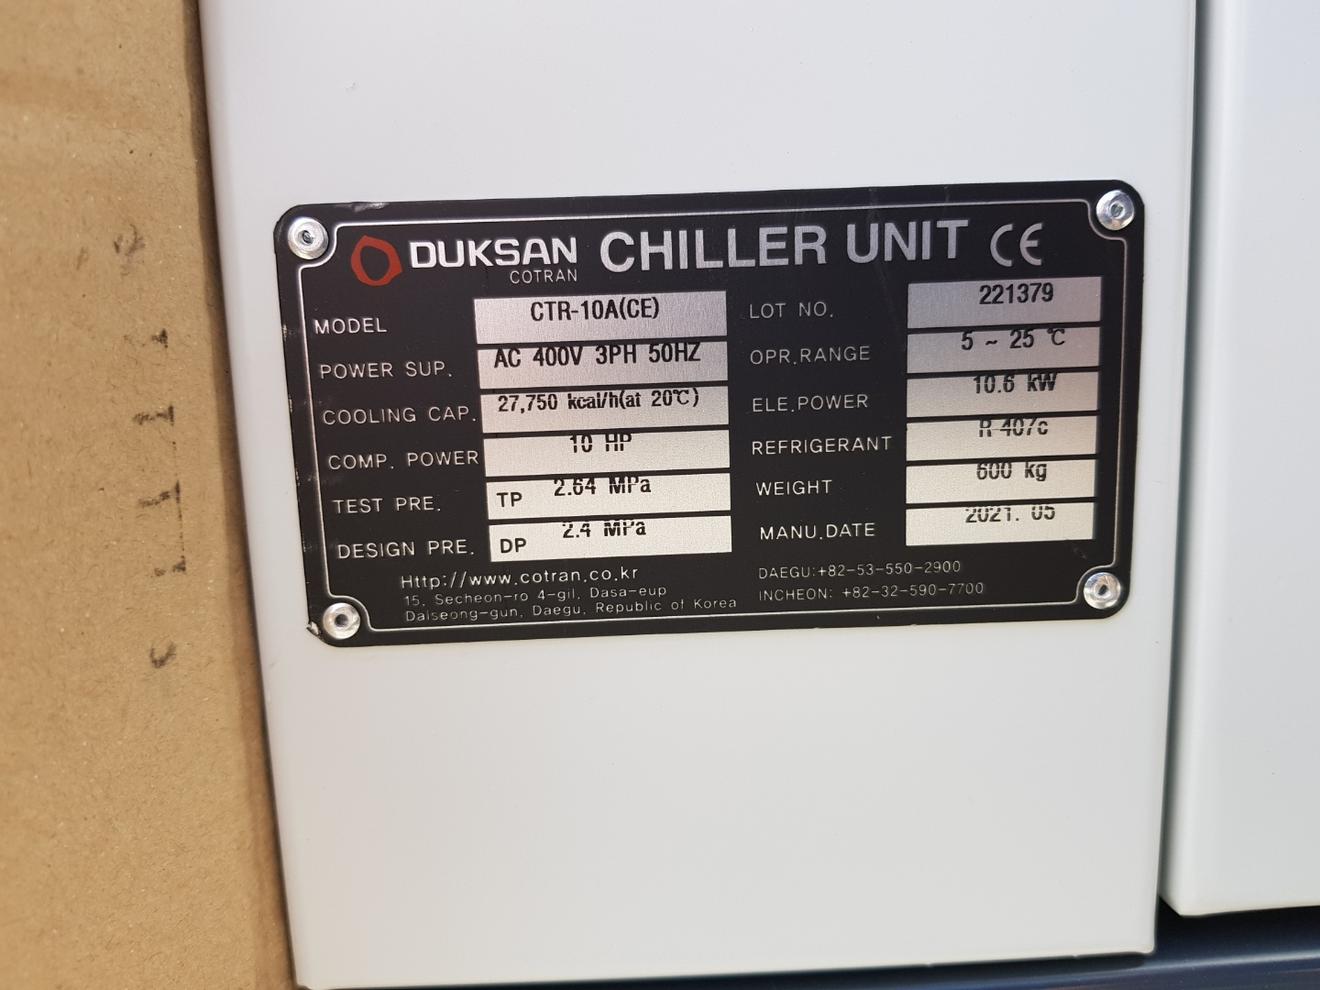 DUKSAN CHILLER UNIT CE
COTRAN
MODEL CTR-10A(CE) LOT NO. 221379
POWER SUP. AC 400V 3PH 50HZ OPR.RANGE 5 ~ 25 ℃
COOLING CAP. 27,750 kcal/h(at 20℃) ELE.POWER 10.6 kW
COMP. POWER 10 HP REFRIGERANT R-407c
TEST PRE. TP 2.64 MPa WEIGHT 600 kg
DESIGN PRE. DP 2.4 MPa MANU.DATE 2021. 05
Http://www.cotran.co.kr DAEGU:+82-53-550-2900
15, Secheon-ro 4-gil, Dasa-eup INCHEON: +82-32-590-7700
Dalseong-gun, Daegu, Republic of Korea